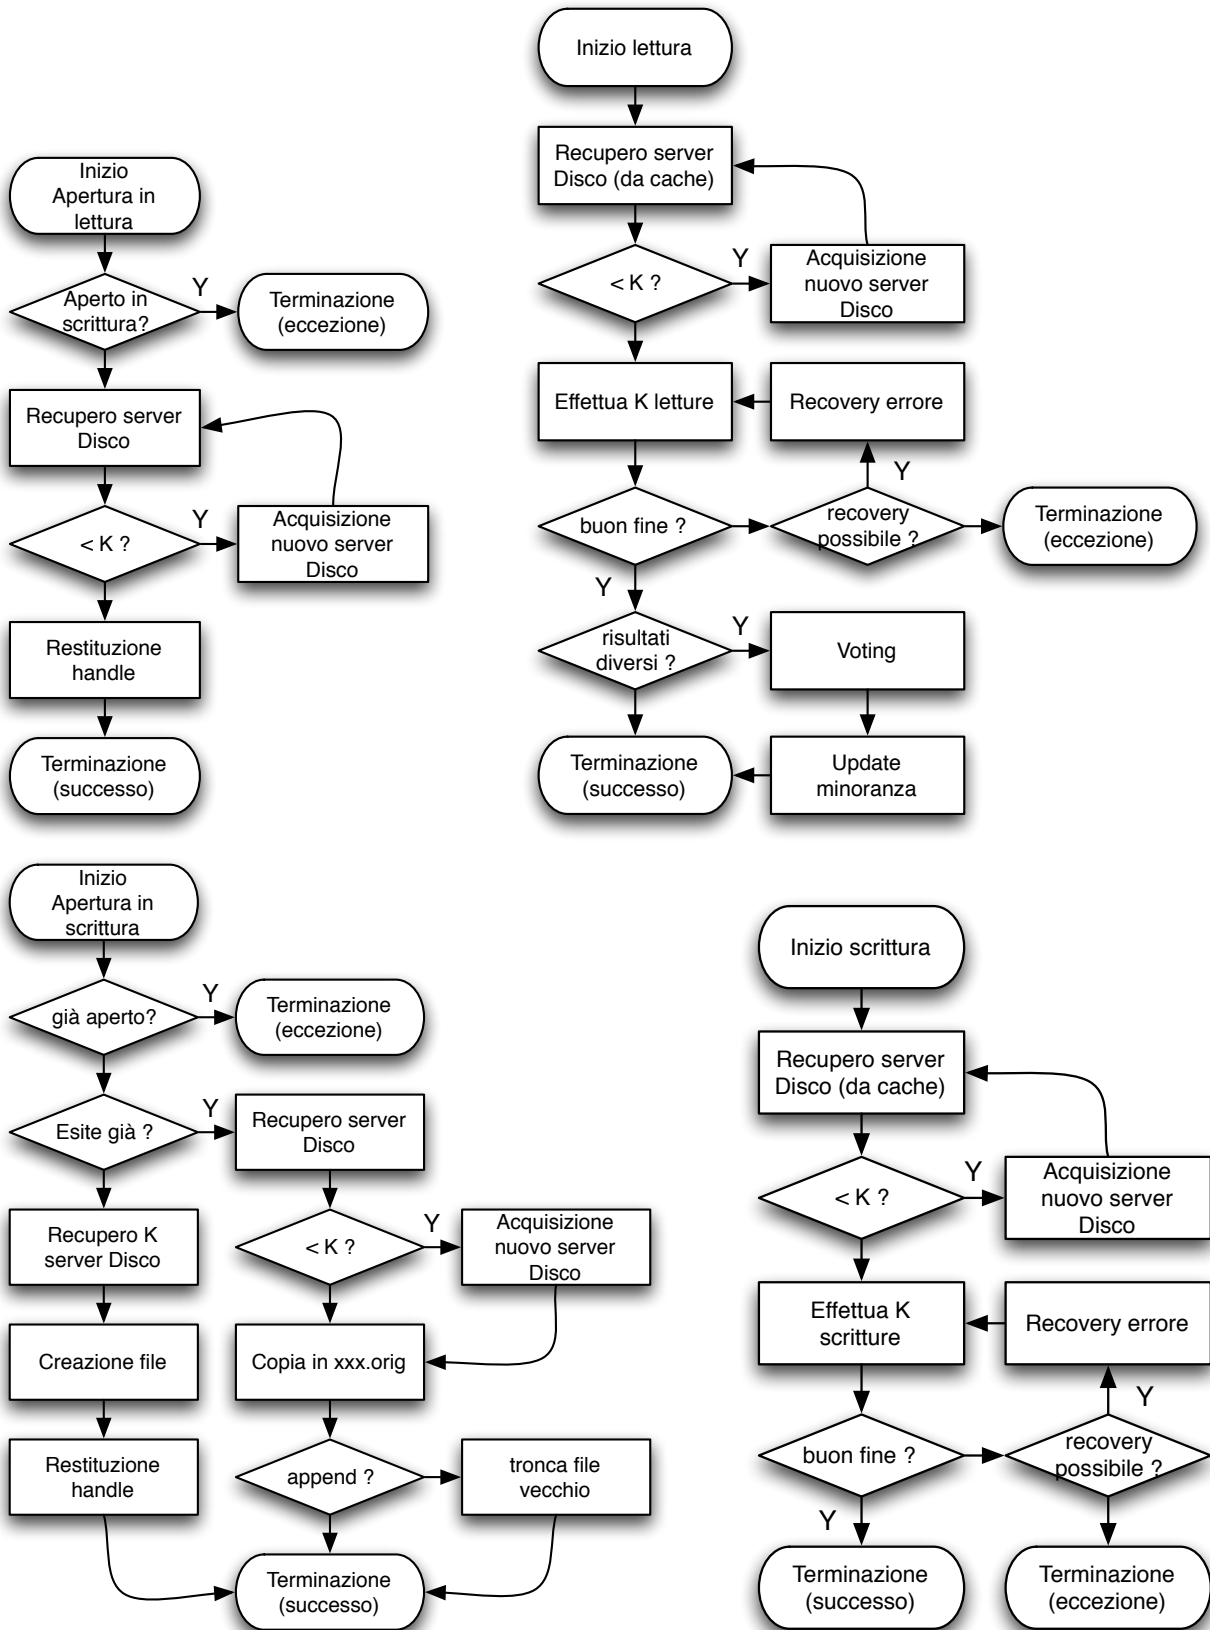 Inizio
Apertura in
lettura
Aperto in
scrittura?
Y
Terminazione
(eccezione)
Recupero server
Disco
< K ?
Y
Acquisizione
nuovo server
Disco
Restituzione
handle
Terminazione
(successo)
Inizio lettura
Recupero server
Disco (da cache)
< K ?
Y
Acquisizione
nuovo server
Disco
Effettua K letture
Recovery errore
Y
buon fine ?
recovery
possibile ?
Terminazione
(eccezione)
Y
risultati
diversi ?
Y
Voting
Terminazione
(successo)
Update
minoranza
Inizio
Apertura in
scrittura
già aperto?
Y
Terminazione
(eccezione)
Esite già ?
Y
Recupero server
Disco
Recupero K
server Disco
< K ?
Y
Acquisizione
nuovo server
Disco
Creazione file
Copia in xxx.orig
Restituzione
handle
append ?
tronca file
vecchio
Terminazione
(successo)
Inizio scrittura
Recupero server
Disco (da cache)
< K ?
Y
Acquisizione
nuovo server
Disco
Effettua K
scritture
Recovery errore
Y
buon fine ?
recovery
possibile ?
Y
Terminazione
(successo)
Terminazione
(eccezione)